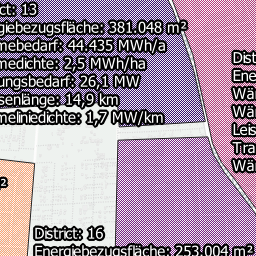 ct: 13
giebezugsfläche: 381.048 m²
mebedarf: 44.435 MWh/a
medichte: 2,5 MWh/ha
ungsbedarf: 26,1 MW
senlänge: 14,9 km
meliniedichte: 1,7 MW/km
Dist
Ene
Wä
Wä
Leis
Tra
Wä
²
District: 16
Energiebezugsfläche: 253.004 m²